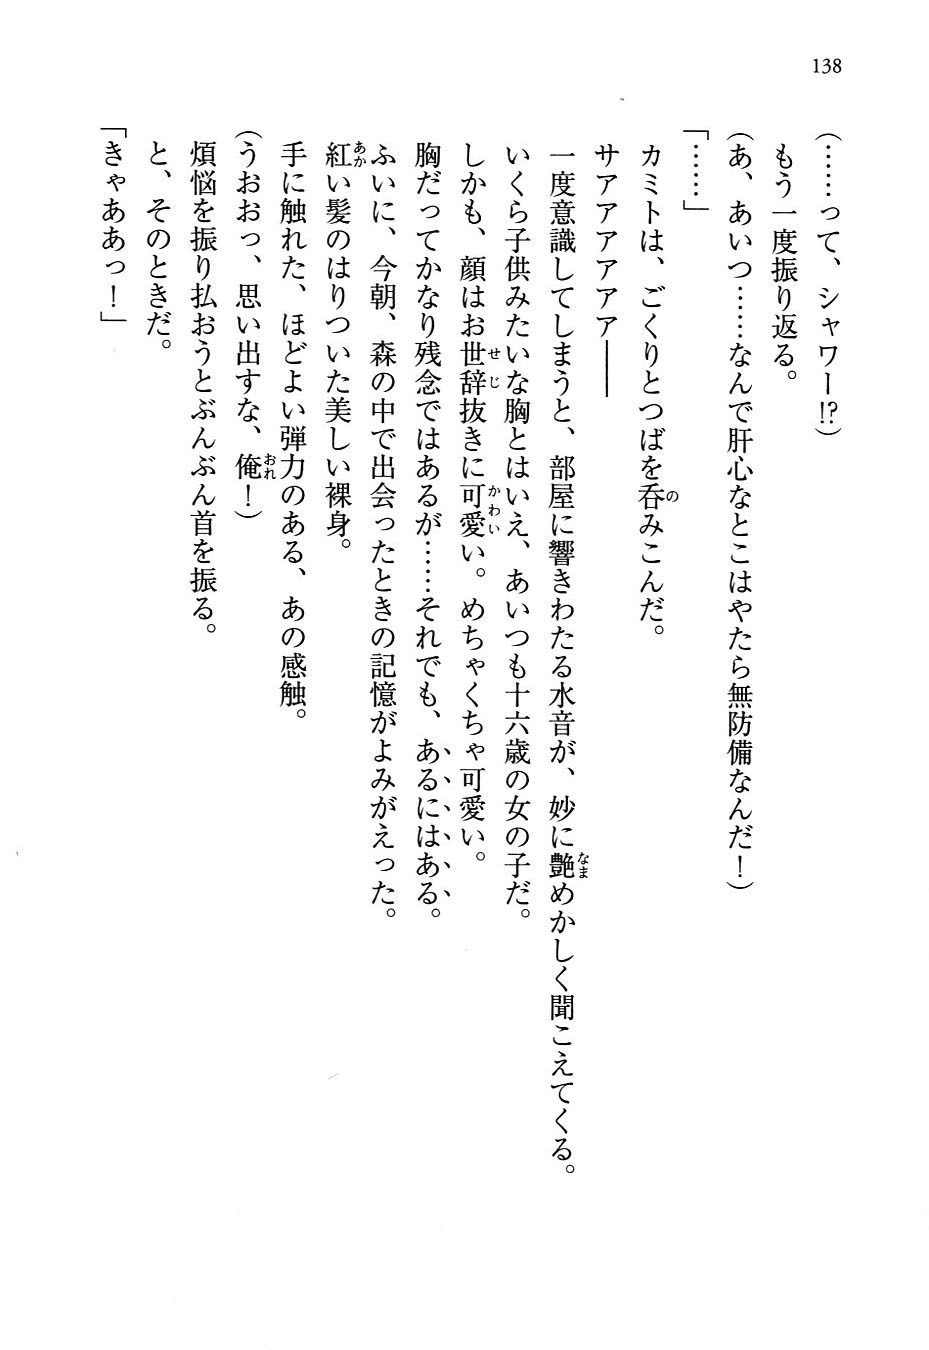 138
(……って、シャワー!?)
もう一度振り返る。
(あ、あいつ……なんで肝心なとこはやたら無防備なんだ!)
「……」
カミトは、ごくりとつばを呑みこんだ。
サアアアアアア――
一度意識してしまうと、部屋に響きわたる水音が、妙に艶めかしく聞こえてくる。
いくら子供みたいな胸とはいえ、あいつも十六歳の女の子だ。
しかも、顔はお世辞抜きに可愛い。めちゃくちゃ可愛い。
胸だってかなり残念ではあるが……それでも、あるにはある。
ふいに、今朝、森の中で出会ったときの記憶がよみがえった。
紅い髪のはりついた美しい裸身。
手に触れた、ほどよい弾力のある、あの感触。
(うおおっ、思い出すな、俺!)
煩悩を振り払おうとぶんぶん首を振る。
と、そのときだ。
「きゃああっ!」